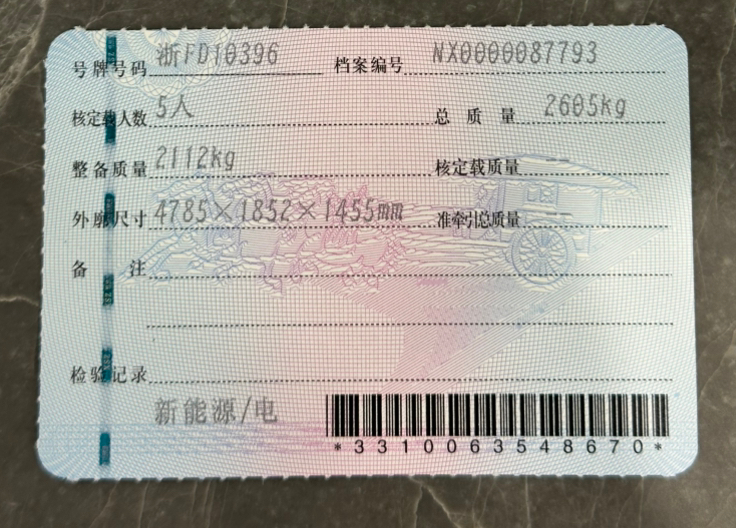 号牌号码 浙FD10396 档案编号 NX0000087793
核定载人数 5人 总质量 2605kg
整备质量 2112kg 核定载质量 --
外廓尺寸 4785×1852×1455mm 准牵引总质量 --
备注
检验记录
新能源/电
*3310063548670*